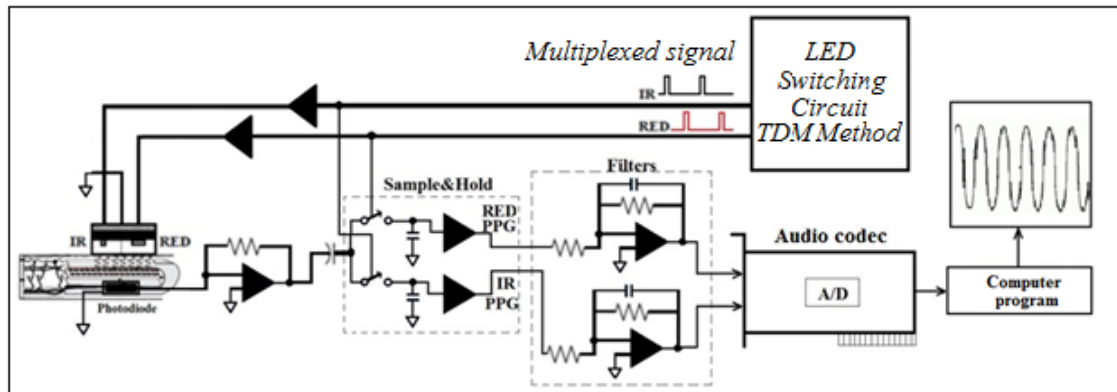 Multiplexed signal
IR
RED
LED
Switching
Circuit
TDM Method
Filters
Sample&Hold
RED
PPG
IR
PPG
IR
RED
Photodiode
Audio codec
A/D
Computer
program